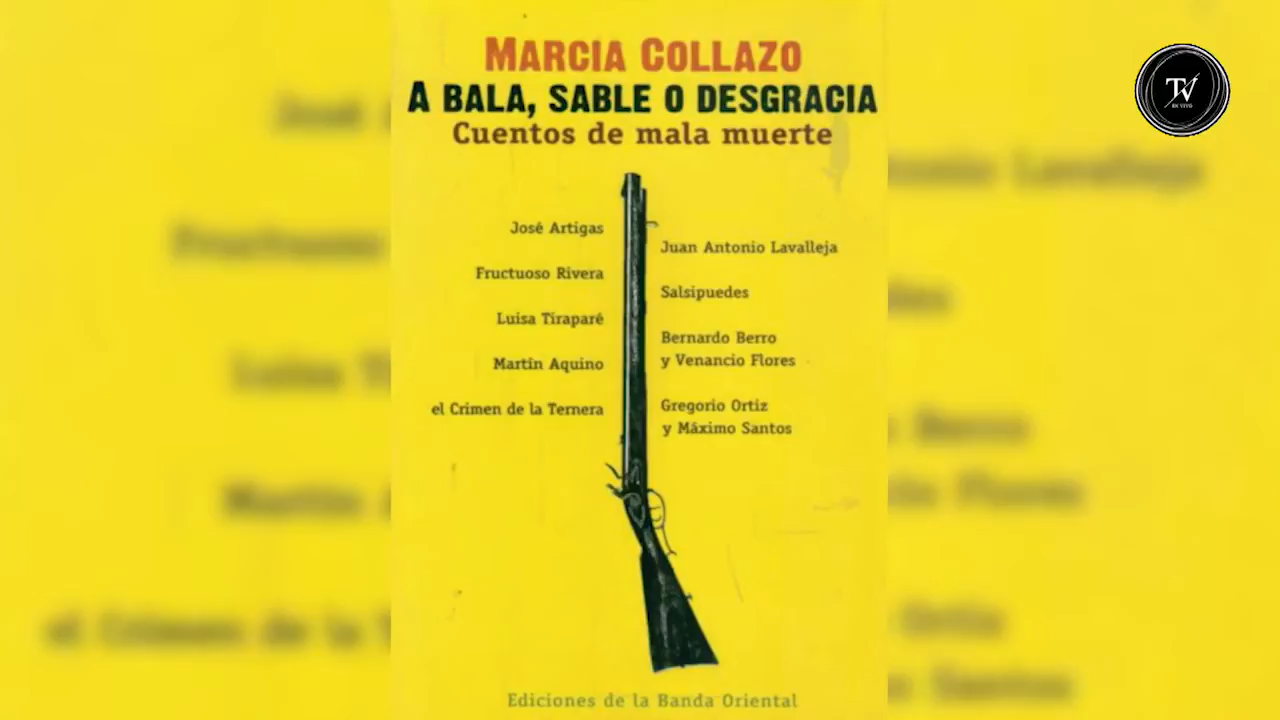 MARCIA COLLAZO
A BALA, SABLE O DESGRACIA
Cuentos de mala muerte
José Artigas
Fructuoso Rivera
Luisa Tiraparé
Martín Aquino
el Crimen de la Ternera
Juan Antonio Lavalleja
Salsipuedes
Bernardo Berro
y Venancio Flores
Gregorio Ortiz
y Máximo Santos
Ediciones de la Banda Oriental
TV
EN VIVO